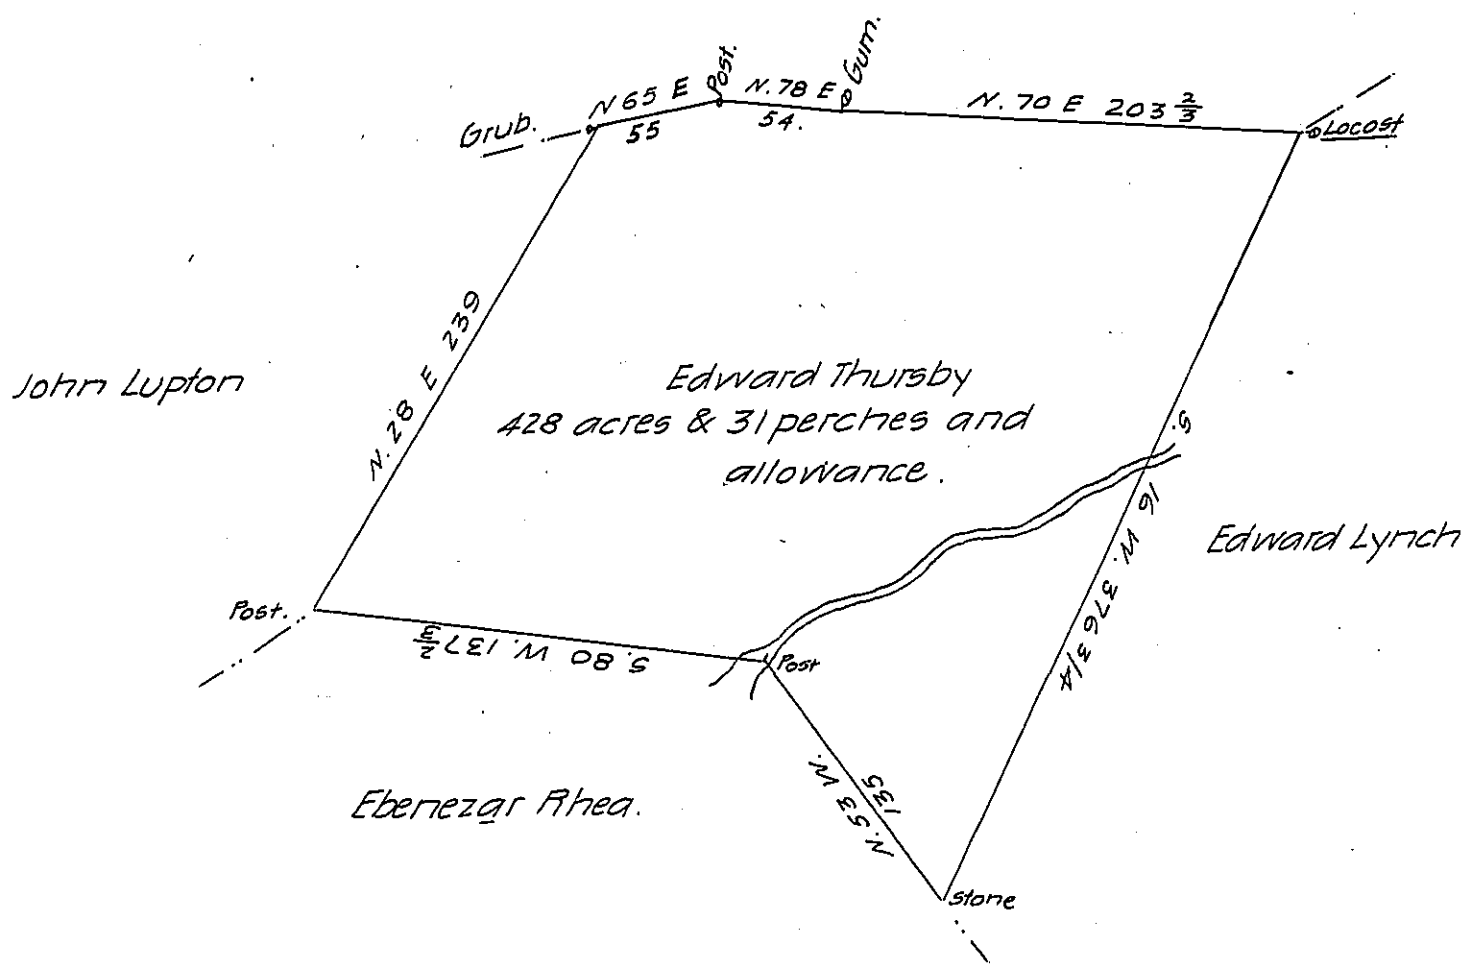 Grub.
N 65 E
55
Post.
N. 78 E
54.
Gum.
N. 70 E 203 2/3
Locost
John Lupton
N. 28 E 239
Edward Thursby
428 acres & 31 perches and
allowance.
S. 16 W. 376 3/4
Edward Lynch
Post.
S. 80 W. 137 2/3
Post
N. 53 W.
135
Ebenezar Rhea.
stone